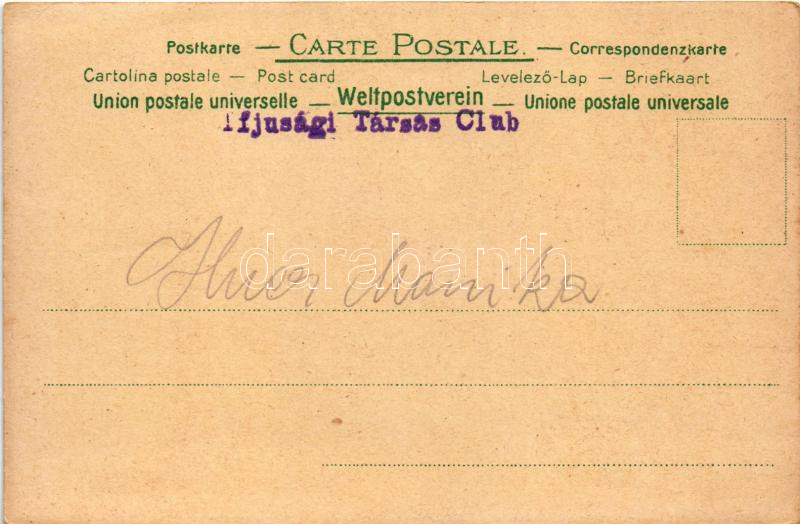 Postkarte — CARTE POSTALE. — Correspondenzkarte
Cartolina postale — Post card Levelező-Lap — Briefkaart
Union postale universelle — Weltpostverein — Unione postale universale
Ifjusági Társas Club
darabanth